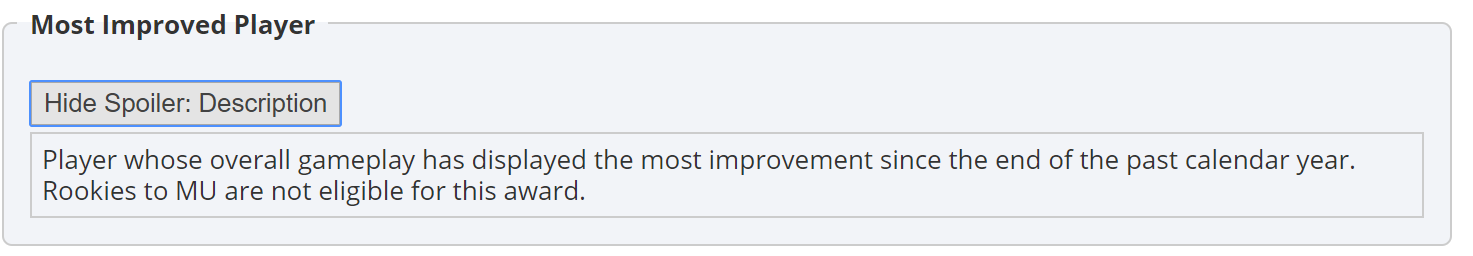 Most Improved Player
Hide Spoiler: Description
Player whose overall gameplay has displayed the most improvement since the end of the past calendar year.
Rookies to MU are not eligible for this award.